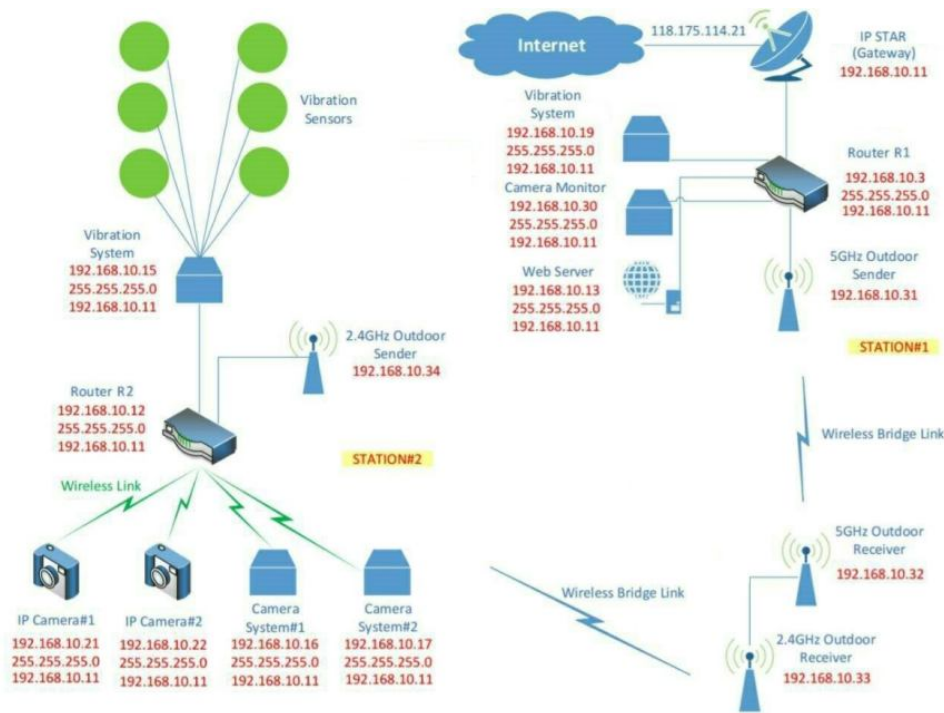 Vibration
Sensors
Vibration
System
192.168.10.15
255.255.255.0
192.168.10.11
2.4GHz Outdoor
Sender
192.168.10.34
Router R2
192.168.10.12
255.255.255.0
192.168.10.11
STATION#2
Wireless Link
IP Camera#1
192.168.10.21
255.255.255.0
192.168.10.11
IP Camera#2
192.168.10.22
255.255.255.0
192.168.10.11
Camera
System#1
192.168.10.16
255.255.255.0
192.168.10.11
Camera
System#2
192.168.10.17
255.255.255.0
192.168.10.11
Internet
118.175.114.21
IP STAR
(Gateway)
192.168.10.11
Vibration
System
192.168.10.19
255.255.255.0
192.168.10.11
Camera Monitor
192.168.10.30
255.255.255.0
192.168.10.11
Web Server
192.168.10.13
255.255.255.0
192.168.10.11
Router R1
192.168.10.3
255.255.255.0
192.168.10.11
5GHz Outdoor
Sender
192.168.10.31
STATION#1
Wireless Bridge Link
5GHz Outdoor
Receiver
192.168.10.32
Wireless Bridge Link
2.4GHz Outdoor
Receiver
192.168.10.33